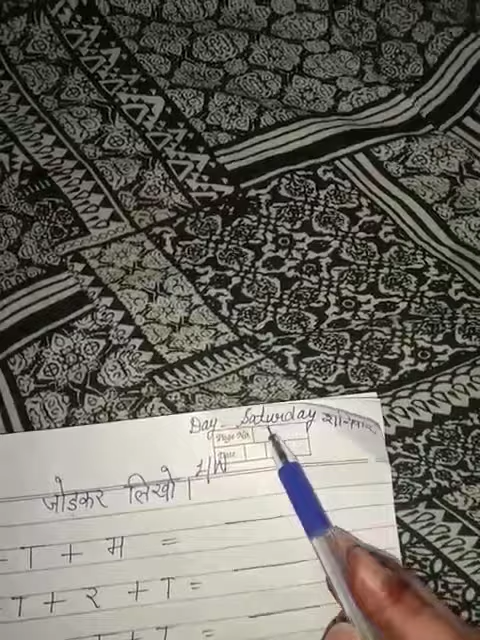 Day - Saturday शनिवार
Page No.
Date
H/W
जोड़कर लिखो ।
- ा + म =
ा + र + ा =
+ ा =